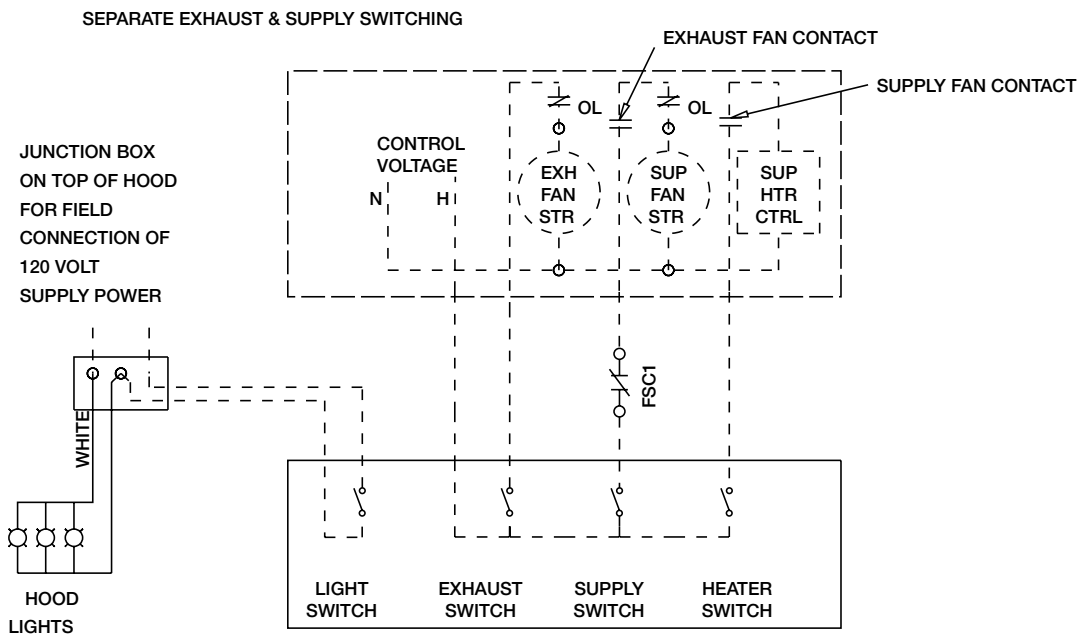 SEPARATE EXHAUST & SUPPLY SWITCHING
EXHAUST FAN CONTACT
SUPPLY FAN CONTACT
JUNCTION BOX
ON TOP OF HOOD
FOR FIELD
CONNECTION OF
120 VOLT
SUPPLY POWER
CONTROL
VOLTAGE
N
H
OL
OL
EXH
FAN
STR
SUP
FAN
STR
SUP
HTR
CTRL
FSC1
WHITE
HOOD
LIGHTS
LIGHT
SWITCH
EXHAUST
SWITCH
SUPPLY
SWITCH
HEATER
SWITCH